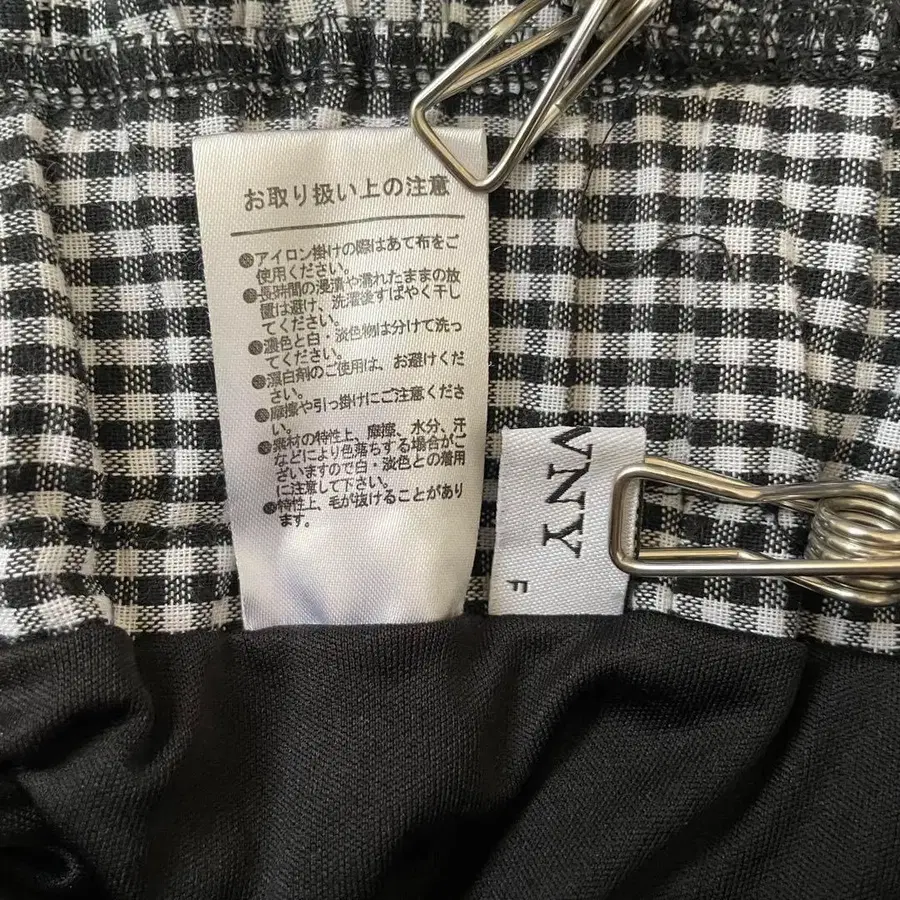 お取り扱い上の注意
●アイロン掛けの際はあて布をご
使用ください。
●長時間の浸漬や濡れたままの放
置は避け、洗濯後すばやく干し
てください。
●濃色と白・淡色物は分けて洗っ
てください。
●漂白剤のご使用は、お避けくだ
さい。
●摩擦や引っ掛けにご注意くださ
い。
●素材の特性上、摩擦、水分、汗
などにより色落ちする場合がご
ざいますので白・淡色との着用
に注意して下さい。
●特性上、毛が抜けることがあり
ます。
WNY
F